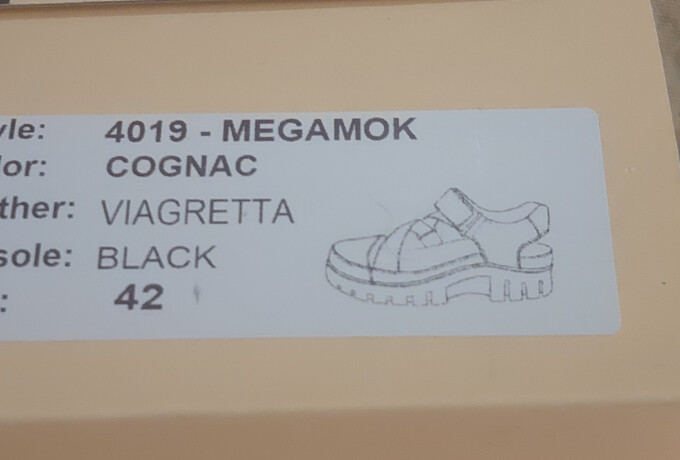 yle: 4019 - MEGAMOK
lor: COGNAC
ther: VIAGRETTA
sole: BLACK
: 42